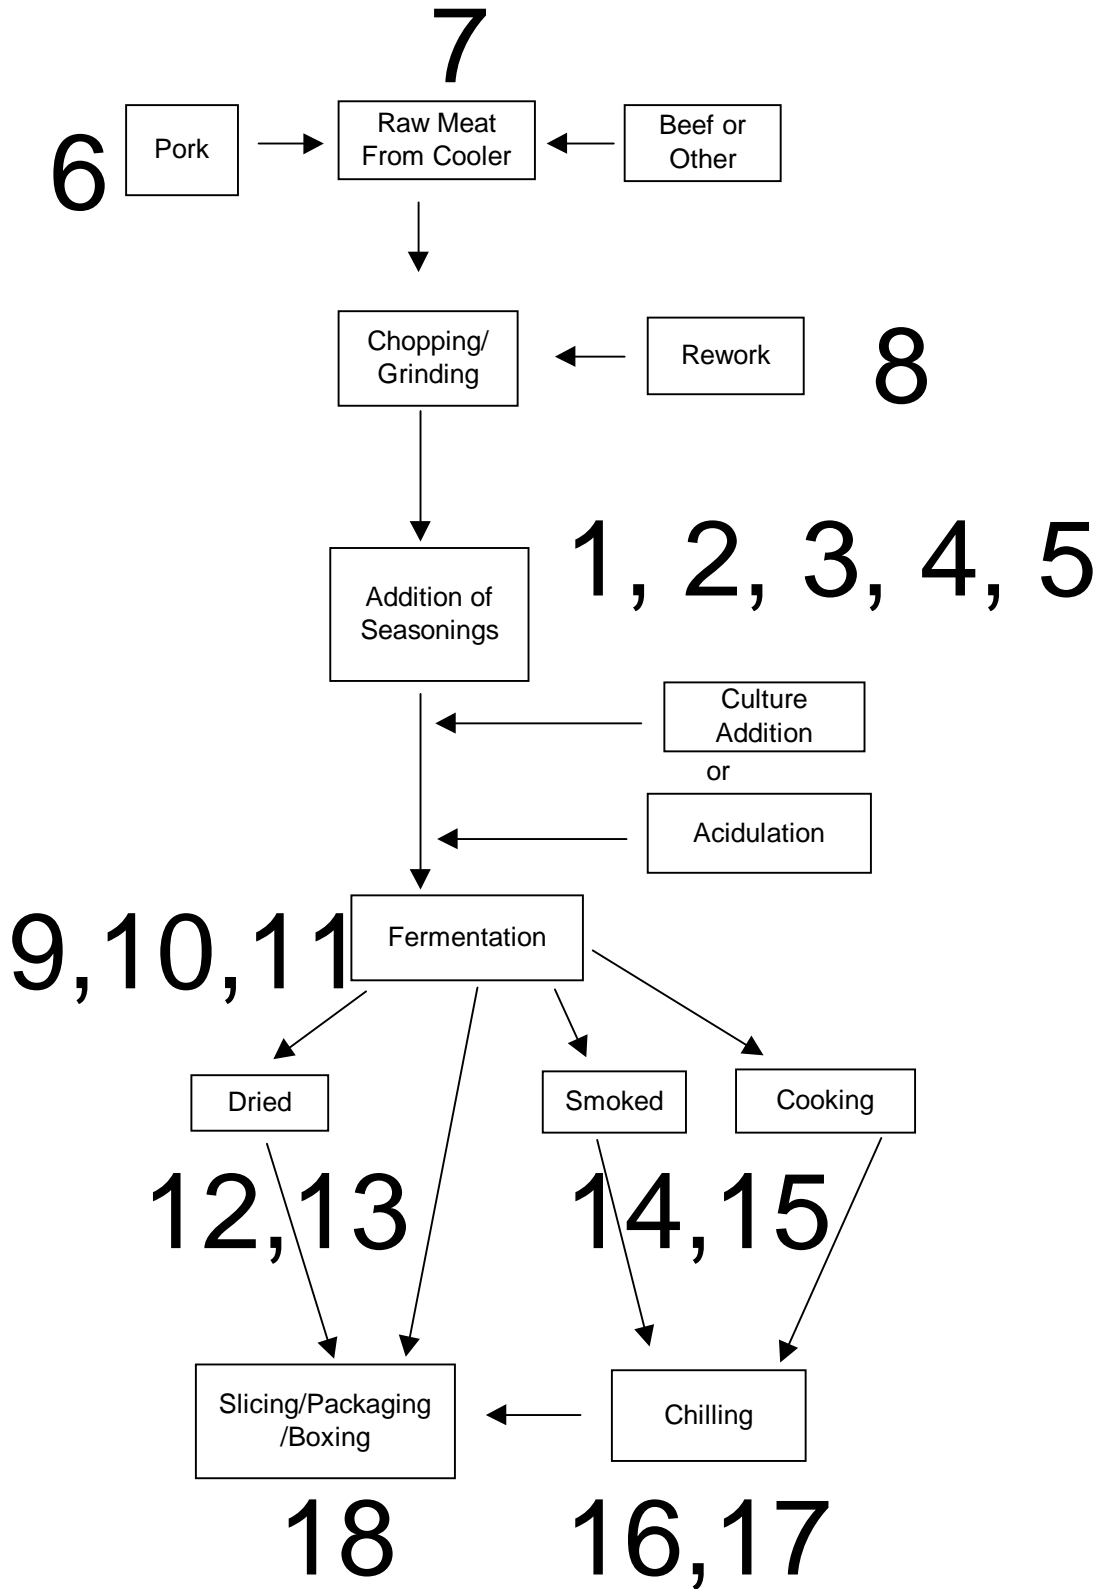 7
6
Pork
Raw Meat
From Cooler
Beef or
Other
Chopping/
Grinding
Rework
8
1, 2, 3, 4, 5
Addition of
Seasonings
Culture
Addition
or
Acidulation
9,10,11
Fermentation
Dried
Smoked
Cooking
12,13
14,15
Slicing/Packaging
/Boxing
Chilling
18
16,17